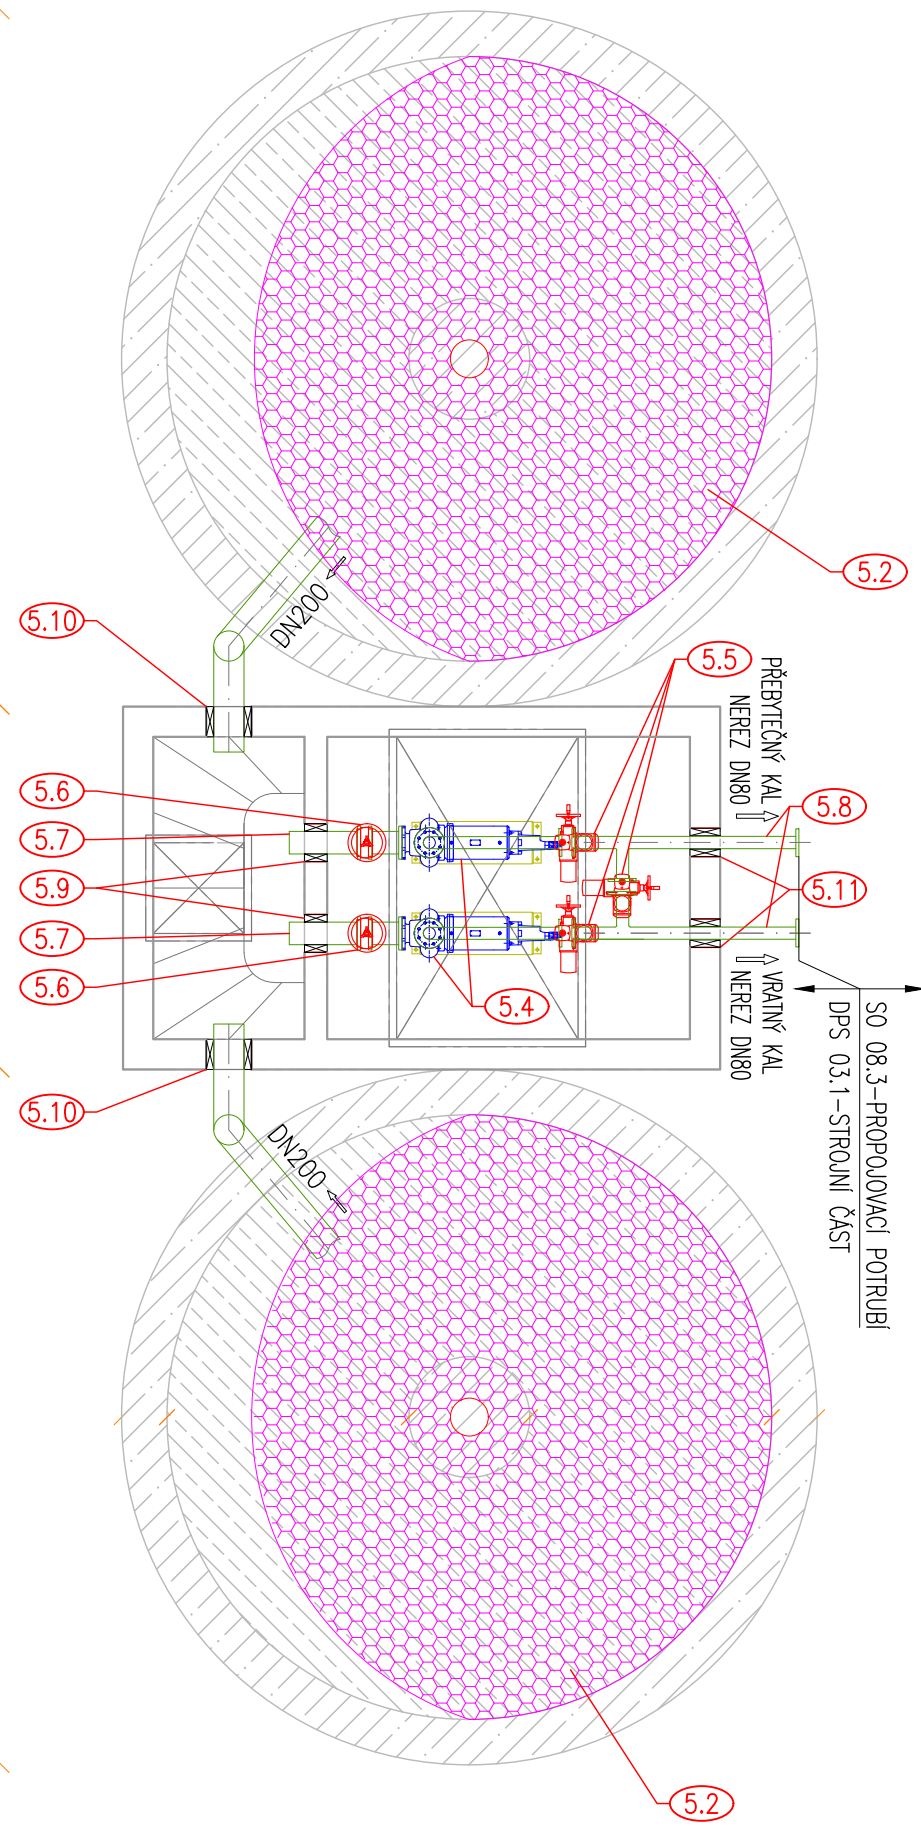 5.2
DN200
5.10
5.5
PŘEBYTEČNÝ KAL
NEREZ DN80
5.6
5.8
5.7
5.9
5.11
5.7
5.6
5.4
VRATNÝ KAL
NEREZ DN80
SO 08.3-PROPOJOVACÍ POTRUBÍ
DPS 03.1-STROJNÍ ČÁST
5.10
DN200
5.2